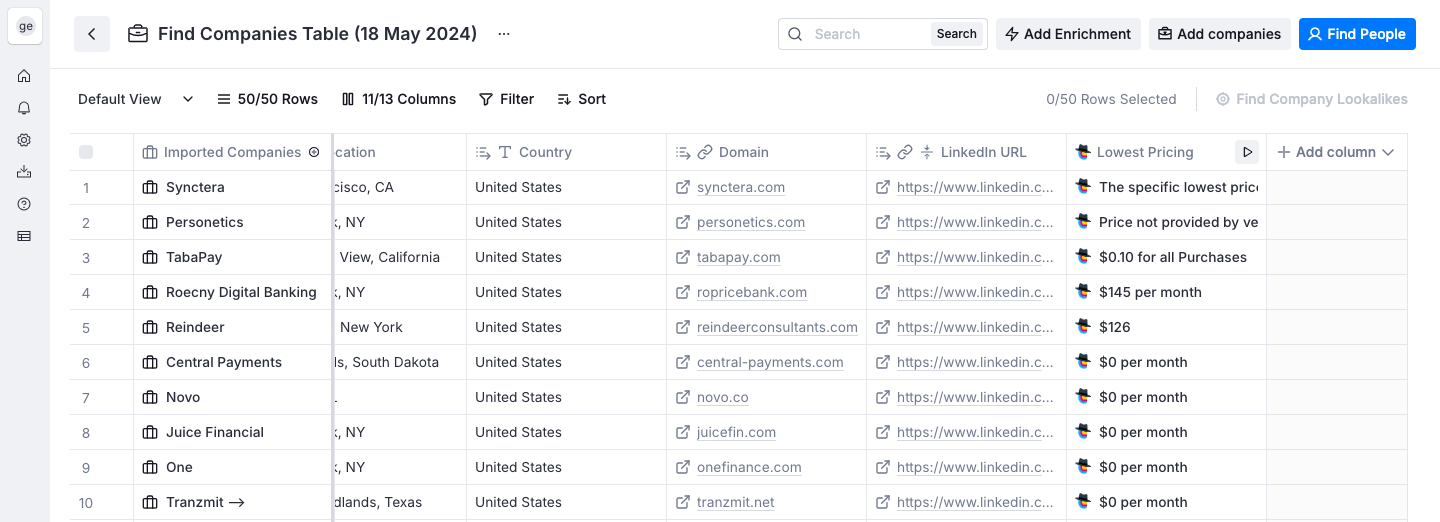 ge
Find Companies Table (18 May 2024) ...
Search Search Add Enrichment Add companies Find People
Default View 50/50 Rows 11/13 Columns Filter Sort 0/50 Rows Selected Find Company Lookalikes
Imported Companies cation Country Domain LinkedIn URL Lowest Pricing Add column
1 Synctera cisco, CA United States synctera.com https://www.linkedin.c... The specific lowest price
2 Personetics k, NY United States personetics.com https://www.linkedin.c... Price not provided by ve
3 TabaPay View, California United States tabapay.com https://www.linkedin.c... $0.10 for all Purchases
4 Roecny Digital Banking k, NY United States ropricebank.com https://www.linkedin.c... $145 per month
5 Reindeer New York United States reindeerconsultants.com https://www.linkedin.c... $126
6 Central Payments ls, South Dakota United States central-payments.com https://www.linkedin.c... $0 per month
7 Novo United States novo.co https://www.linkedin.c... $0 per month
8 Juice Financial k, NY United States juicefin.com https://www.linkedin.c... $0 per month
9 One k, NY United States onefinance.com https://www.linkedin.c... $0 per month
10 Tranzmit –> dlands, Texas United States tranzmit.net https://www.linkedin.c... $0 per month